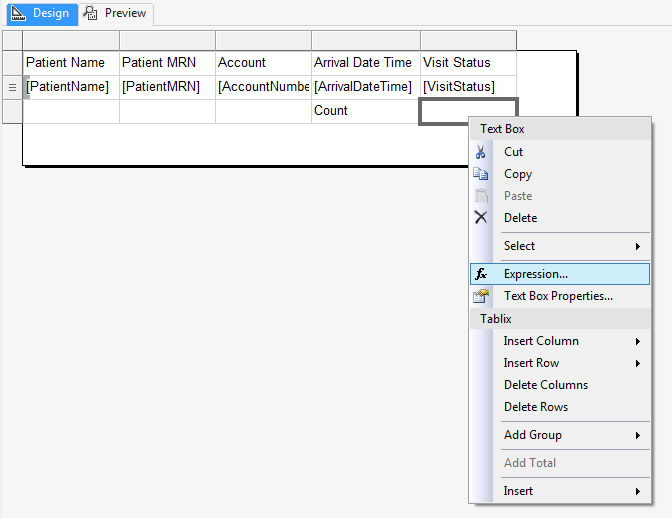 Design Preview
Patient Name Patient MRN Account Arrival Date Time Visit Status
[PatientName] [PatientMRN] [AccountNumbe [ArrivalDateTime] [VisitStatus]
Count
Text Box
Cut
Copy
Paste
Delete
Select
fx Expression...
Text Box Properties...
Tablix
Insert Column
Insert Row
Delete Columns
Delete Rows
Add Group
Add Total
Insert